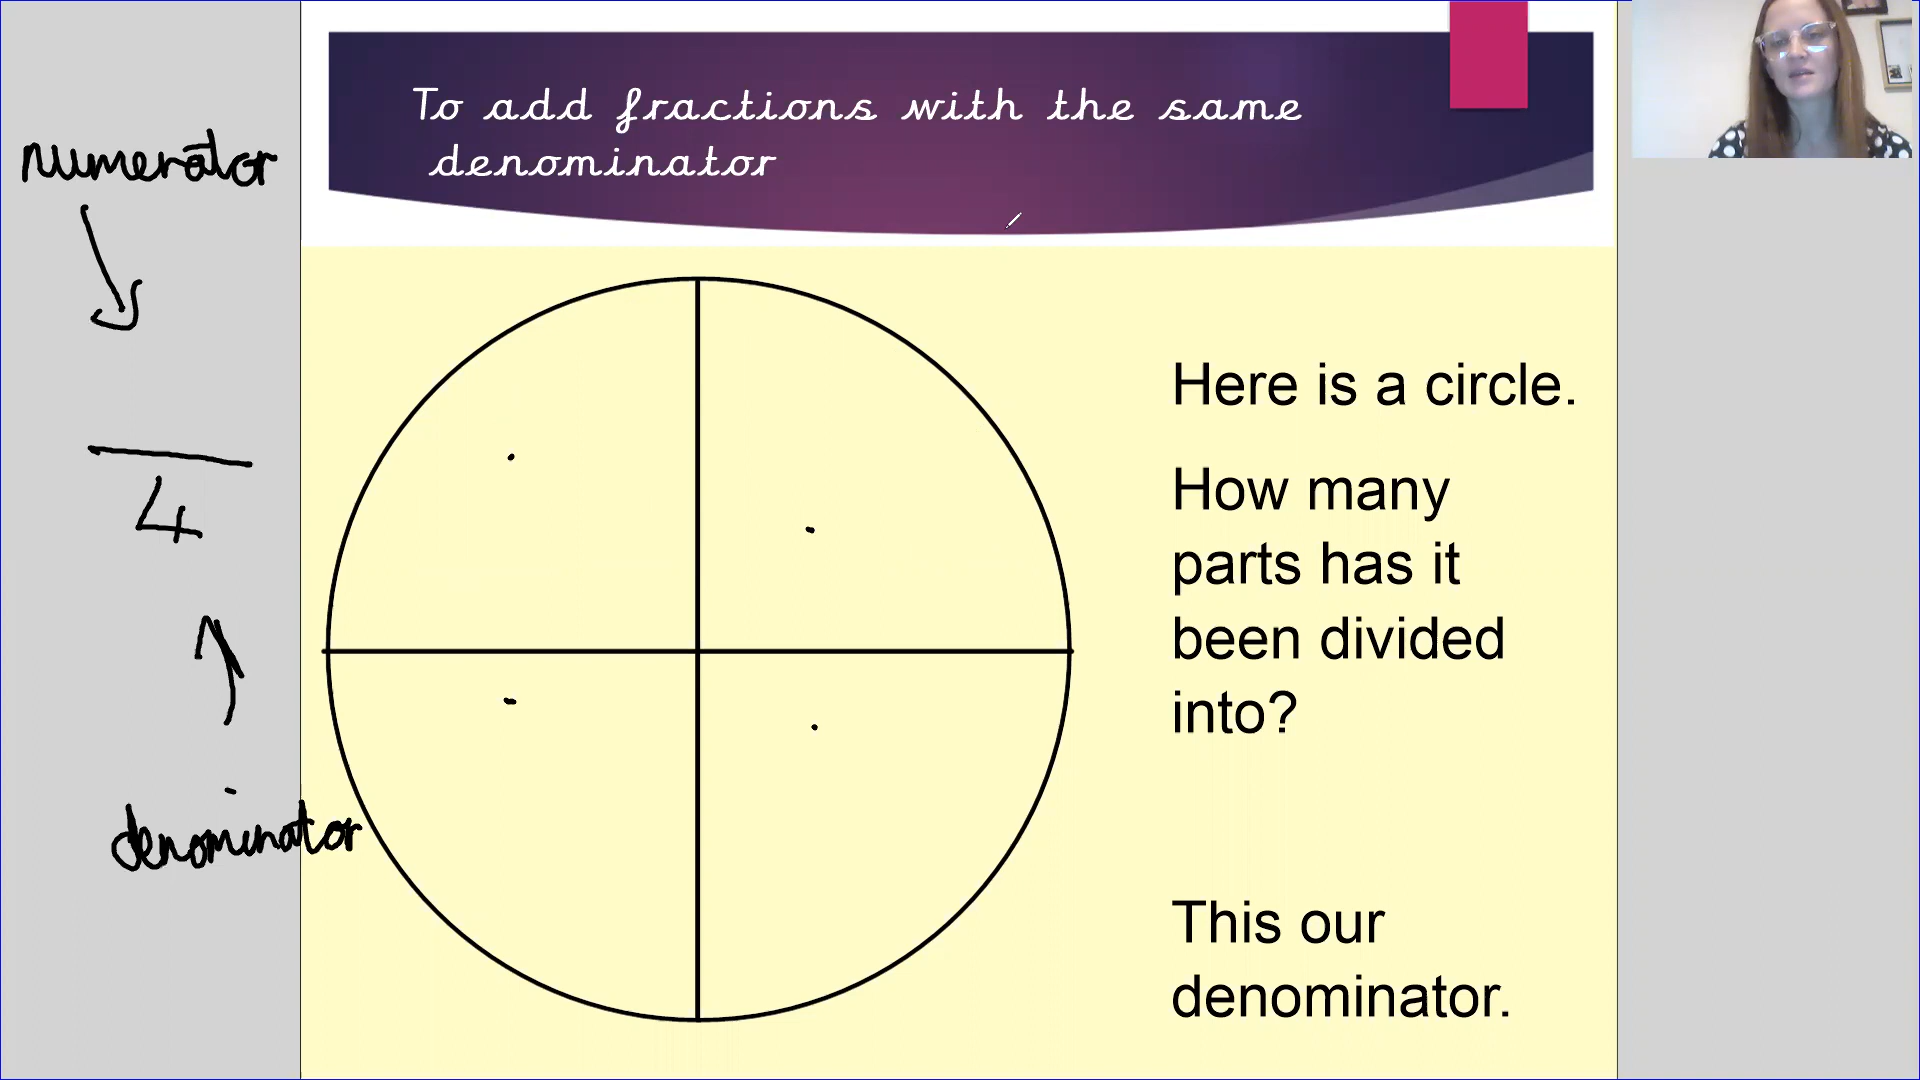 To add fractions with the same
denominator
numerator
4
denominator
Here is a circle.
How many
parts has it
been divided
into?
This our
denominator.